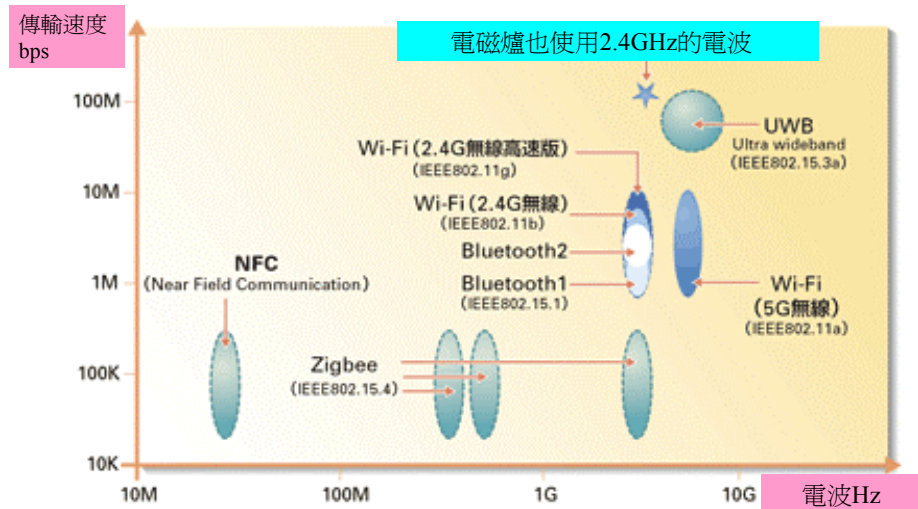 傳輸速度
bps
電磁爐也使用2.4GHz的電波
100M
UWB
Ultra wideband
(IEEE802.15.3a)
Wi-Fi (2.4G無線高速版)
(IEEE802.11g)
10M
Wi-Fi (2.4G無線)
(IEEE802.11b)
Bluetooth2
NFC
(Near Field Communication)
1M
Bluetooth1
(IEEE802.15.1)
Wi-Fi
(5G無線)
(IEEE802.11a)
Zigbee
(IEEE802.15.4)
100K
10K
10M
100M
1G
10G
電波Hz